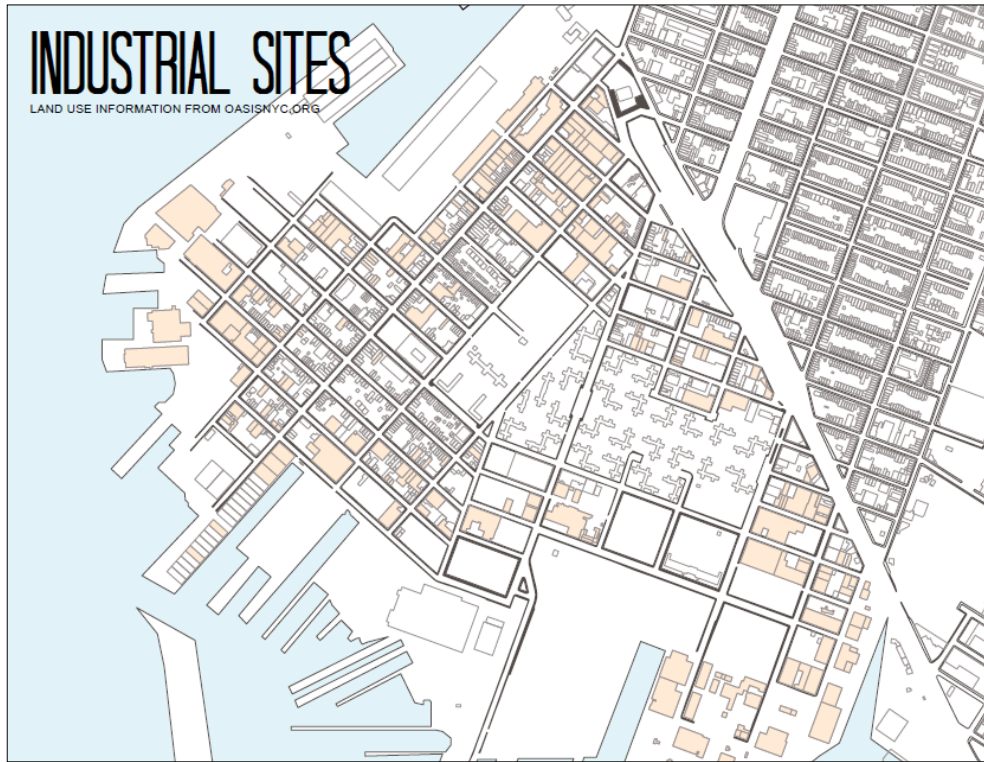 INDUSTRIAL SITES
LAND USE INFORMATION FROM OASISNYC.ORG